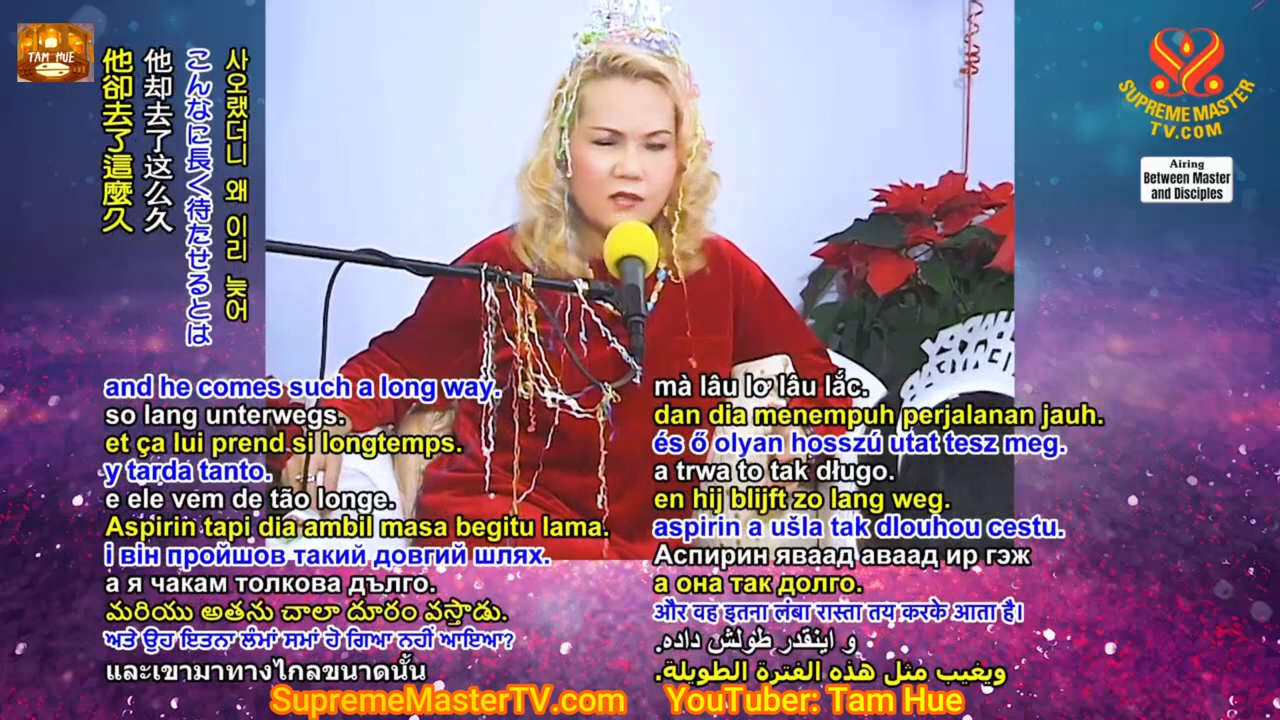 TAM HUE
他卻去了這麼久
他却去了这么久
こんなに長く待たせるとは
사오랬더니 왜 이리 늦어
SUPREME MASTER
TV.COM
Airing
Between Master
and Disciples
and he comes such a long way.
so lang unterwegs.
et ça lui prend si longtemps.
y tarda tanto.
e ele vem de tão longe.
Aspirin tapi dia ambil masa begitu lama.
і він пройшов такий довгий шлях.
а я чакам толкова дълго.
మరియు అతను చాలా దూరం వస్తాడు.
ਅਤੇ ਉਹ ਇਤਨਾ ਲੰਮਾਂ ਸਮਾਂ ਹੋ ਗਿਆ ਨਹੀਂ ਆਇਆ?
และเขามาทางไกลขนาดนั้น
mà lâu lơ lâu lắc.
dan dia menempuh perjalanan jauh.
és ő olyan hosszú utat tesz meg.
a trwa to tak długo.
en hij blijft zo lang weg.
aspirin a ušla tak dlouhou cestu.
Аспирин яваад аваад ир гэж
а она так долго.
और वह इतना लंबा रास्ता तय करके आता है।
و اینقدر طولش داده.
ويغيب مثل هذه الفترة الطويلة.
SupremeMasterTV.com
YouTuber: Tam Hue